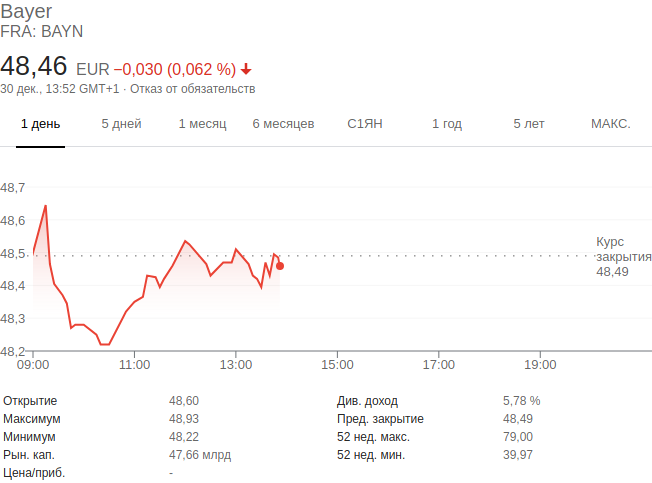 Bayer
FRA: BAYN
48,46 EUR −0,030 (0,062 %)
30 дек., 13:52 GMT+1 · Отказ от обязательств
1 день 5 дней 1 месяц 6 месяцев С1ЯН 1 год 5 лет МАКС.
48,7
48,6
48,5
48,4
48,3
48,2
Курс
закрытия
48,49
09:00 11:00 13:00 15:00 17:00 19:00
Открытие 48,60 Див. доход 5,78 %
Максимум 48,93 Пред. закрытие 48,49
Минимум 48,22 52 нед. макс. 79,00
Рын. кап. 47,66 млрд 52 нед. мин. 39,97
Цена/приб. -